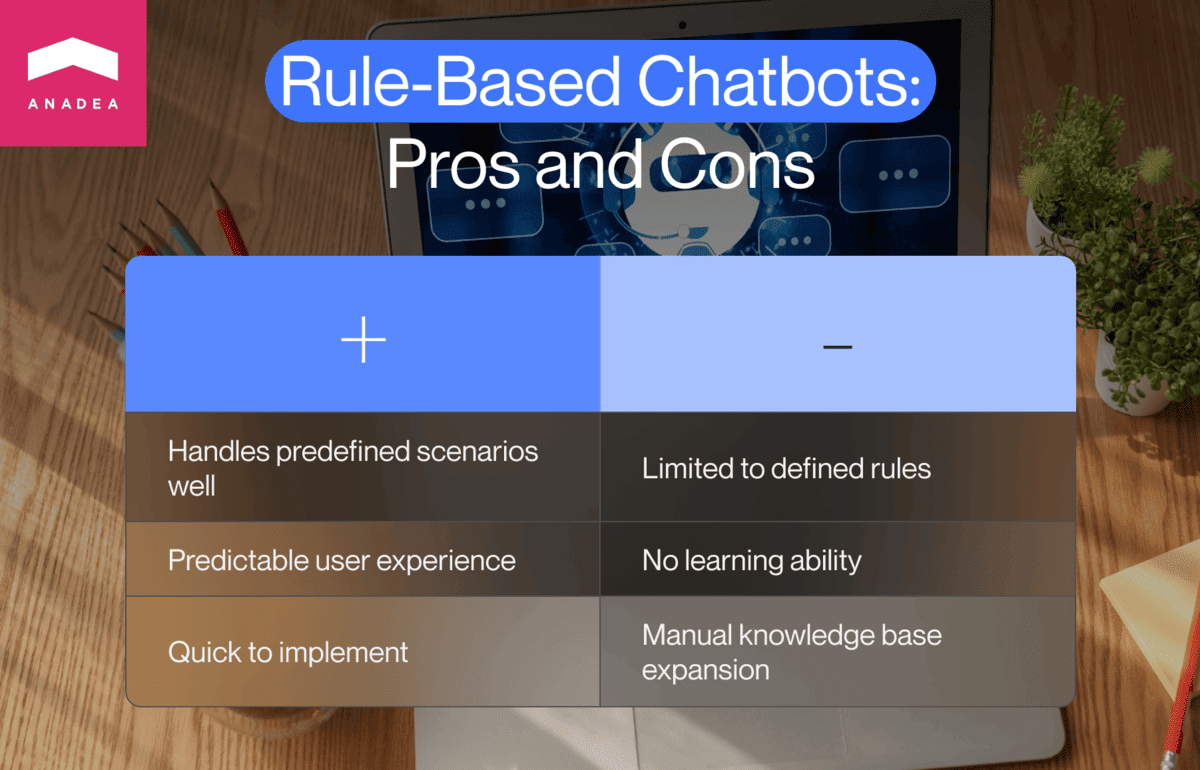 ANADEA
Rule-Based Chatbots:
Pros and Cons
+
–
Handles predefined scenarios
well
Limited to defined rules
Predictable user experience
No learning ability
Quick to implement
Manual knowledge base
expansion